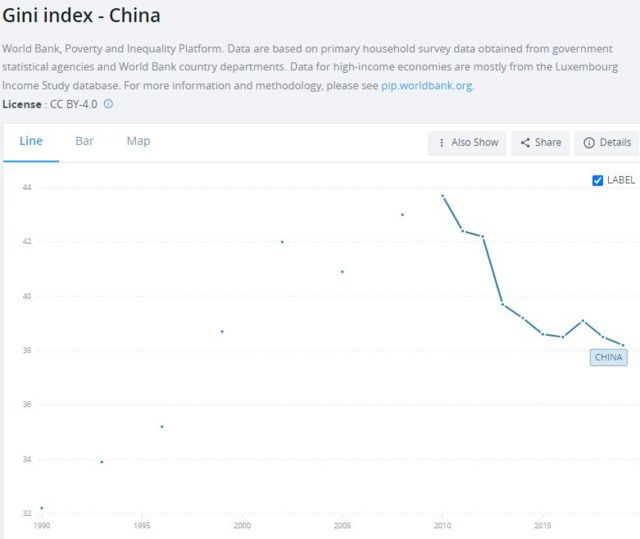 Gini index - China
World Bank, Poverty and Inequality Platform. Data are based on primary household survey data obtained from government
statistical agencies and World Bank country departments. Data for high-income economies are mostly from the Luxembourg
Income Study database. For more information and methodology, please see pip.worldbank.org.
License : CC BY-4.0
Line Bar Map Also Show Share Details
LABEL
44
42
40
38
CHINA
36
34
32
1990 1995 2000 2005 2010 2015